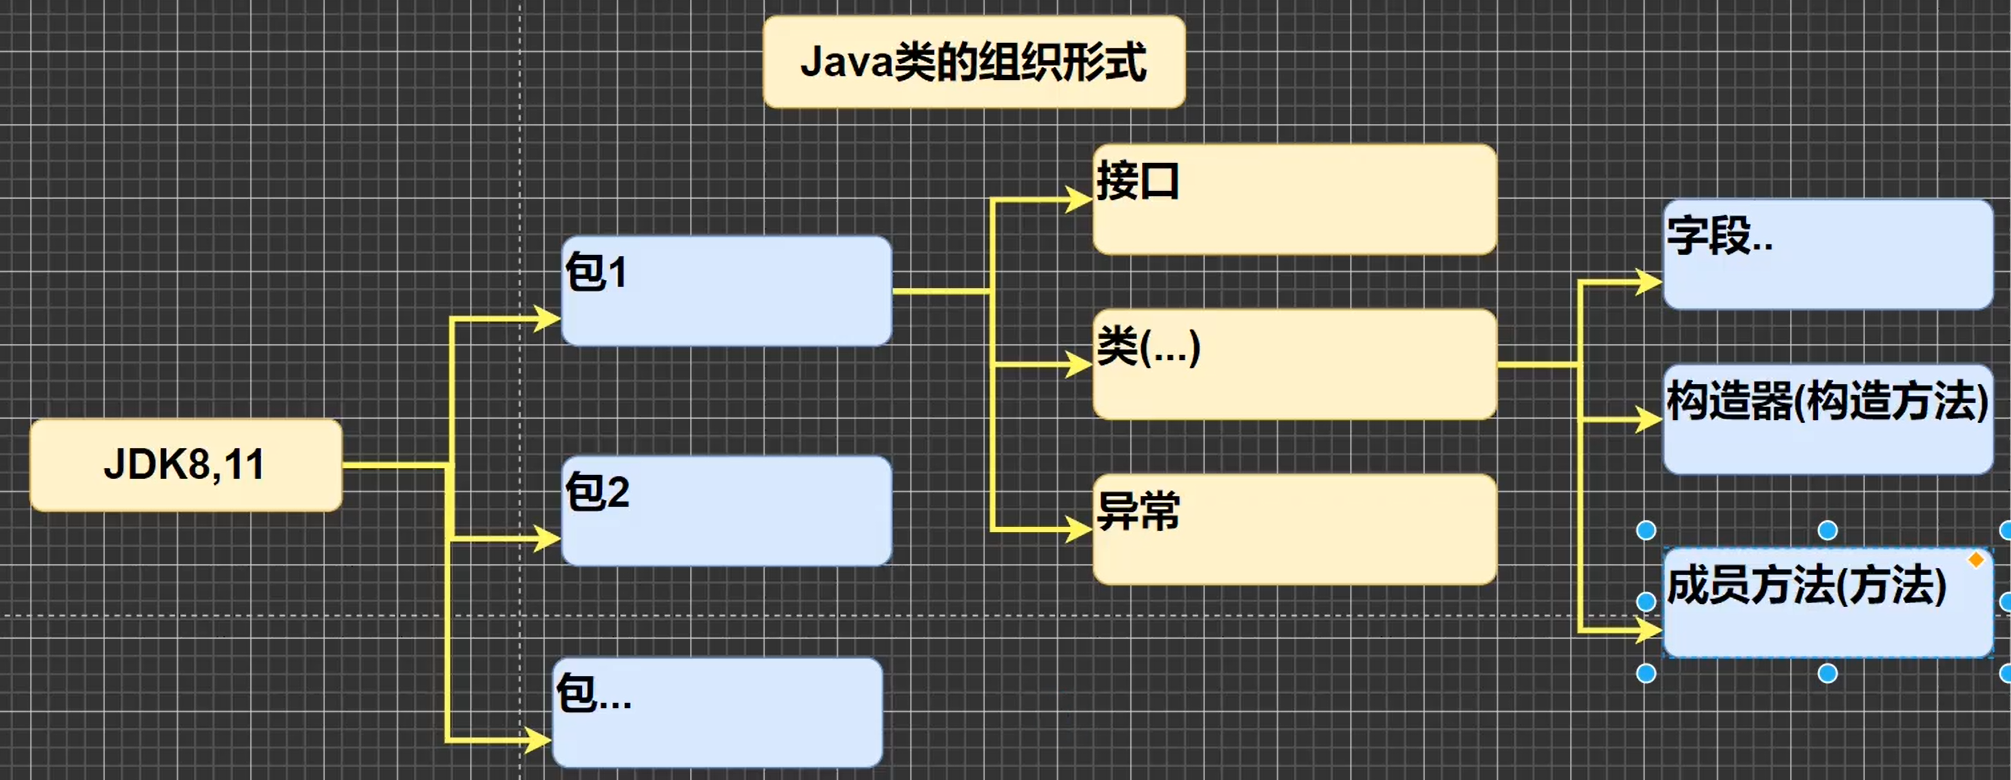 Java类的组织形式
JDK8,11
包1
包2
包...
接口
类(...)
异常
字段..
构造器(构造方法)
成员方法(方法)